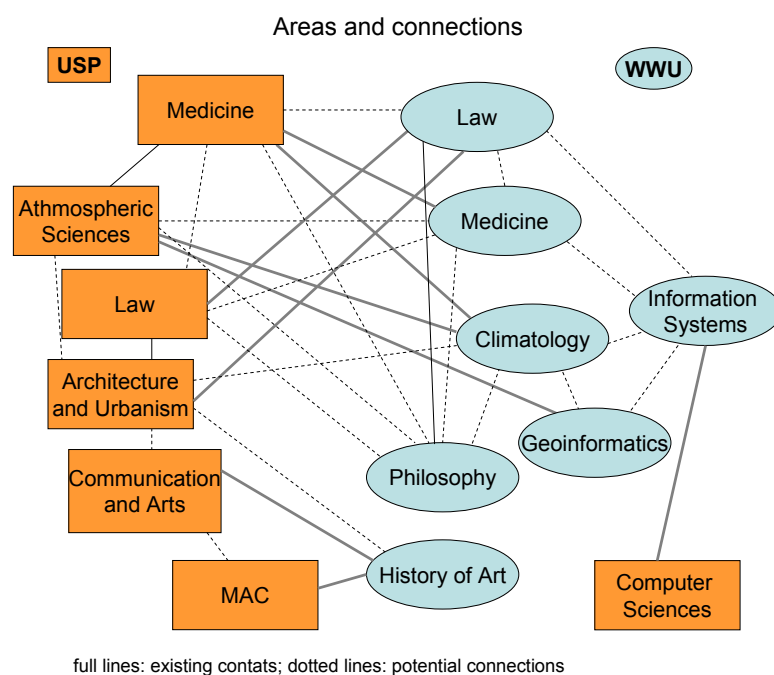 Areas and connections
USP
WWU
Medicine
Law
Athmospheric
Sciences
Medicine
Law
Information
Systems
Climatology
Architecture
and Urbanism
Geoinformatics
Communication
and Arts
Philosophy
MAC
History of Art
Computer
Sciences
full lines: existing contats; dotted lines: potential connections